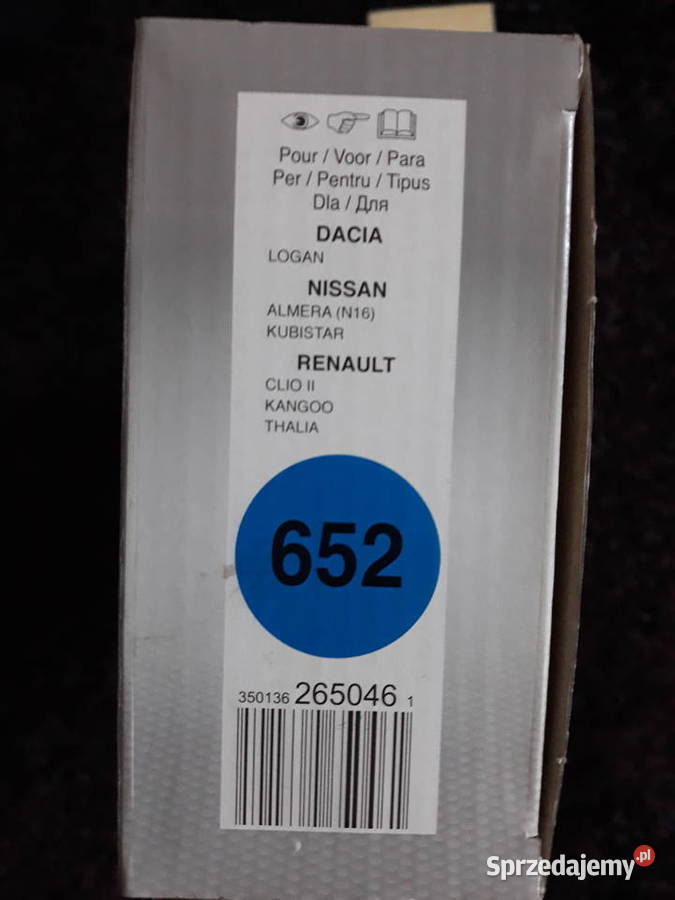 Pour / Voor / Para
Per / Pentru / Tipus
Dla / Для
DACIA
LOGAN
NISSAN
ALMERA (N16)
KUBISTAR
RENAULT
CLIO II
KANGOO
THALIA
652
350136 265046 1
Sprzedajemy.pl